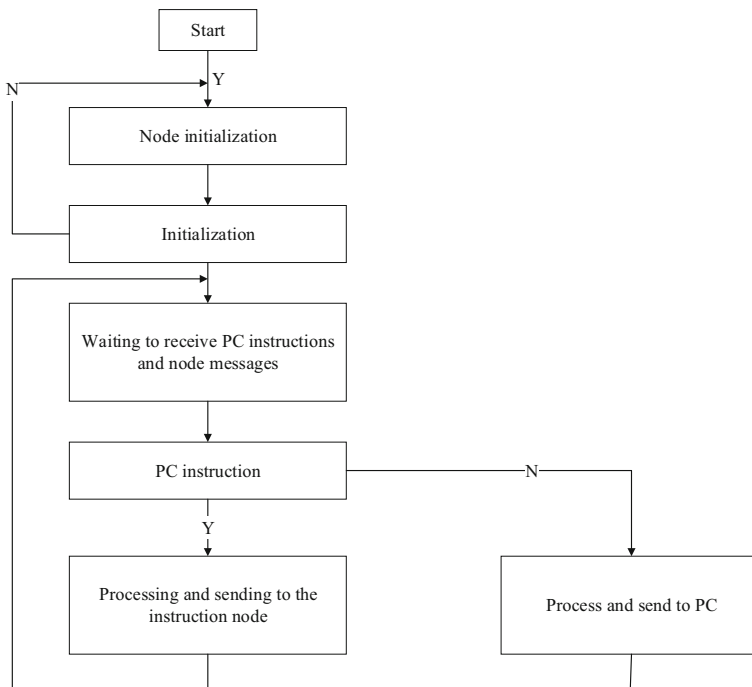 Start
Y
N
Node initialization
Initialization
Waiting to receive PC instructions
and node messages
PC instruction
N
Y
Processing and sending to the
instruction node
Process and send to PC